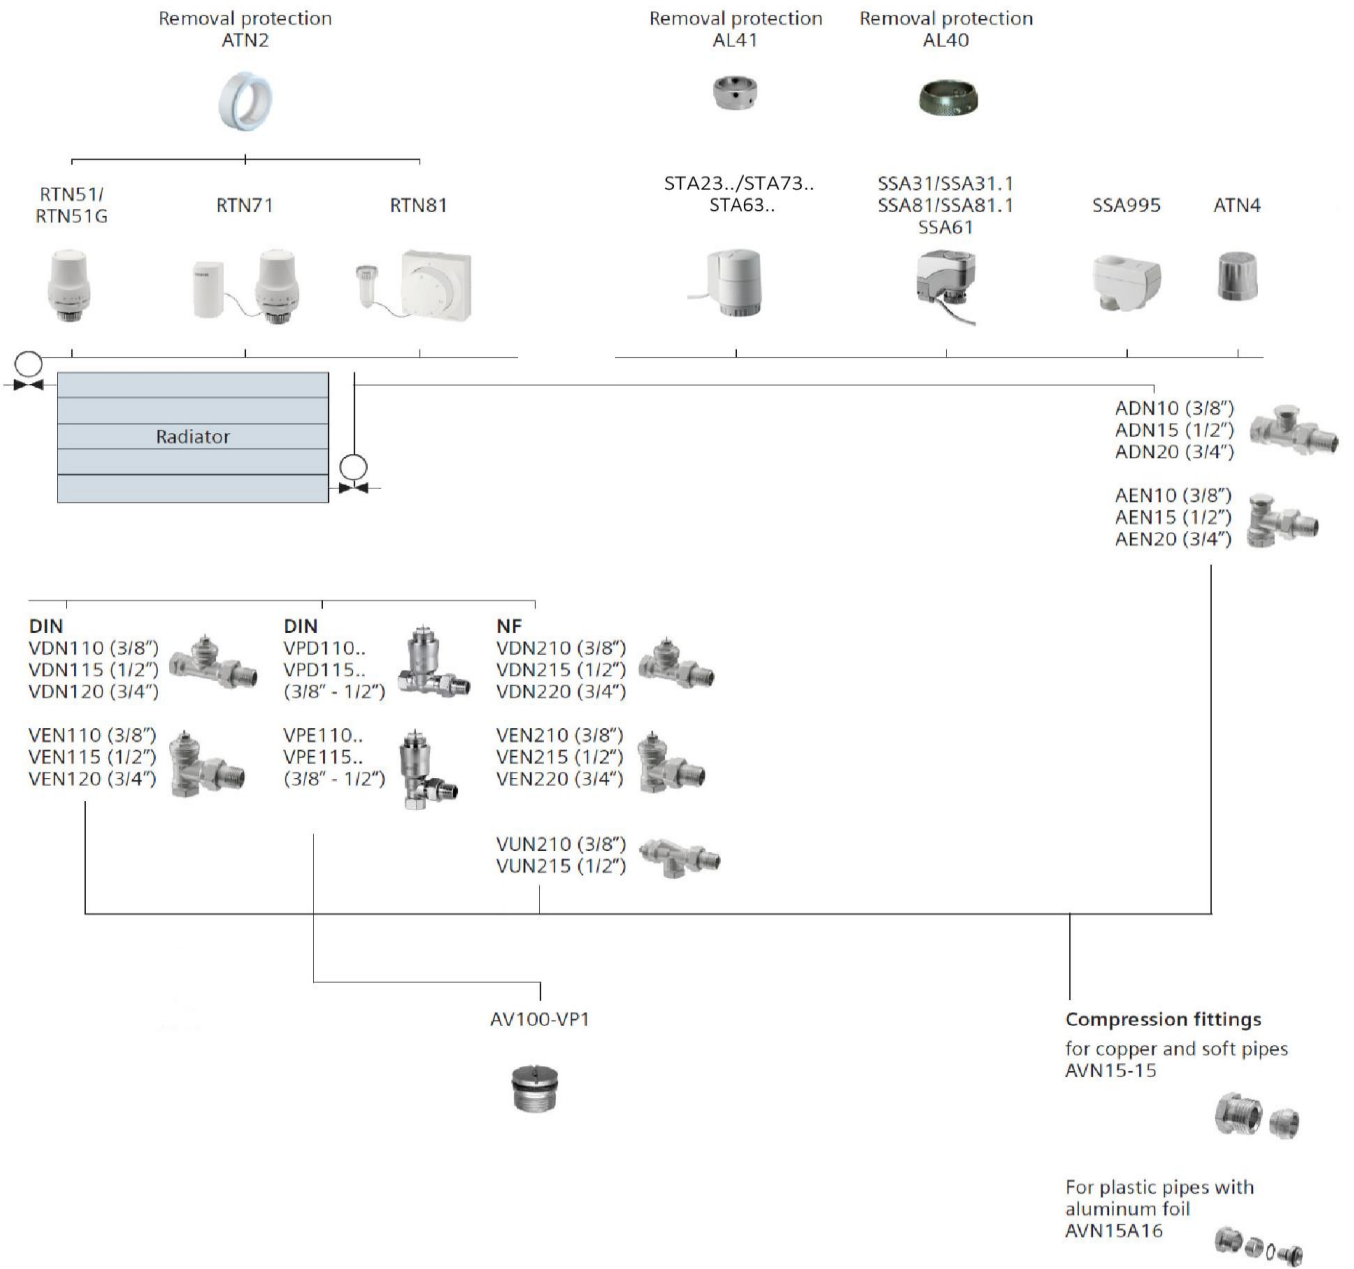 Removal protection
ATN2
Removal protection
AL41
Removal protection
AL40
RTN51/
RTN51G
RTN71
RTN81
STA23../STA73..
STA63..
SSA31/SSA31.1
SSA81/SSA81.1
SSA61
SSA995
ATN4
Radiator
ADN10 (3/8”)
ADN15 (1/2”)
ADN20 (3/4”)
AEN10 (3/8”)
AEN15 (1/2”)
AEN20 (3/4”)
DIN
VDN110 (3/8”)
VDN115 (1/2”)
VDN120 (3/4”)
VEN110 (3/8”)
VEN115 (1/2”)
VEN120 (3/4”)
DIN
VPD110..
VPD115..
(3/8” - 1/2”)
VPE110..
VPE115..
(3/8” - 1/2”)
NF
VDN210 (3/8”)
VDN215 (1/2”)
VDN220 (3/4”)
VEN210 (3/8”)
VEN215 (1/2”)
VEN220 (3/4”)
VUN210 (3/8”)
VUN215 (1/2”)
AV100-VP1
Compression fittings
for copper and soft pipes
AVN15-15
For plastic pipes with
aluminum foil
AVN15A16